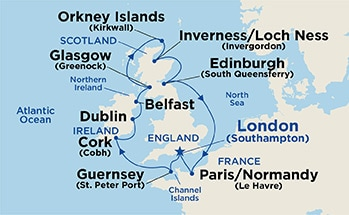 Orkney Islands
(Kirkwall)
SCOTLAND
Inverness/Loch Ness
(Invergordon)
Glasgow
(Greenock)
Edinburgh
(South Queensferry)
Northern
Ireland
North
Sea
Atlantic
Ocean
Belfast
Dublin
IRELAND
ENGLAND
London
(Southampton)
Cork
(Cobh)
FRANCE
Guernsey
(St. Peter Port)
Channel
Islands
Paris/Normandy
(Le Havre)